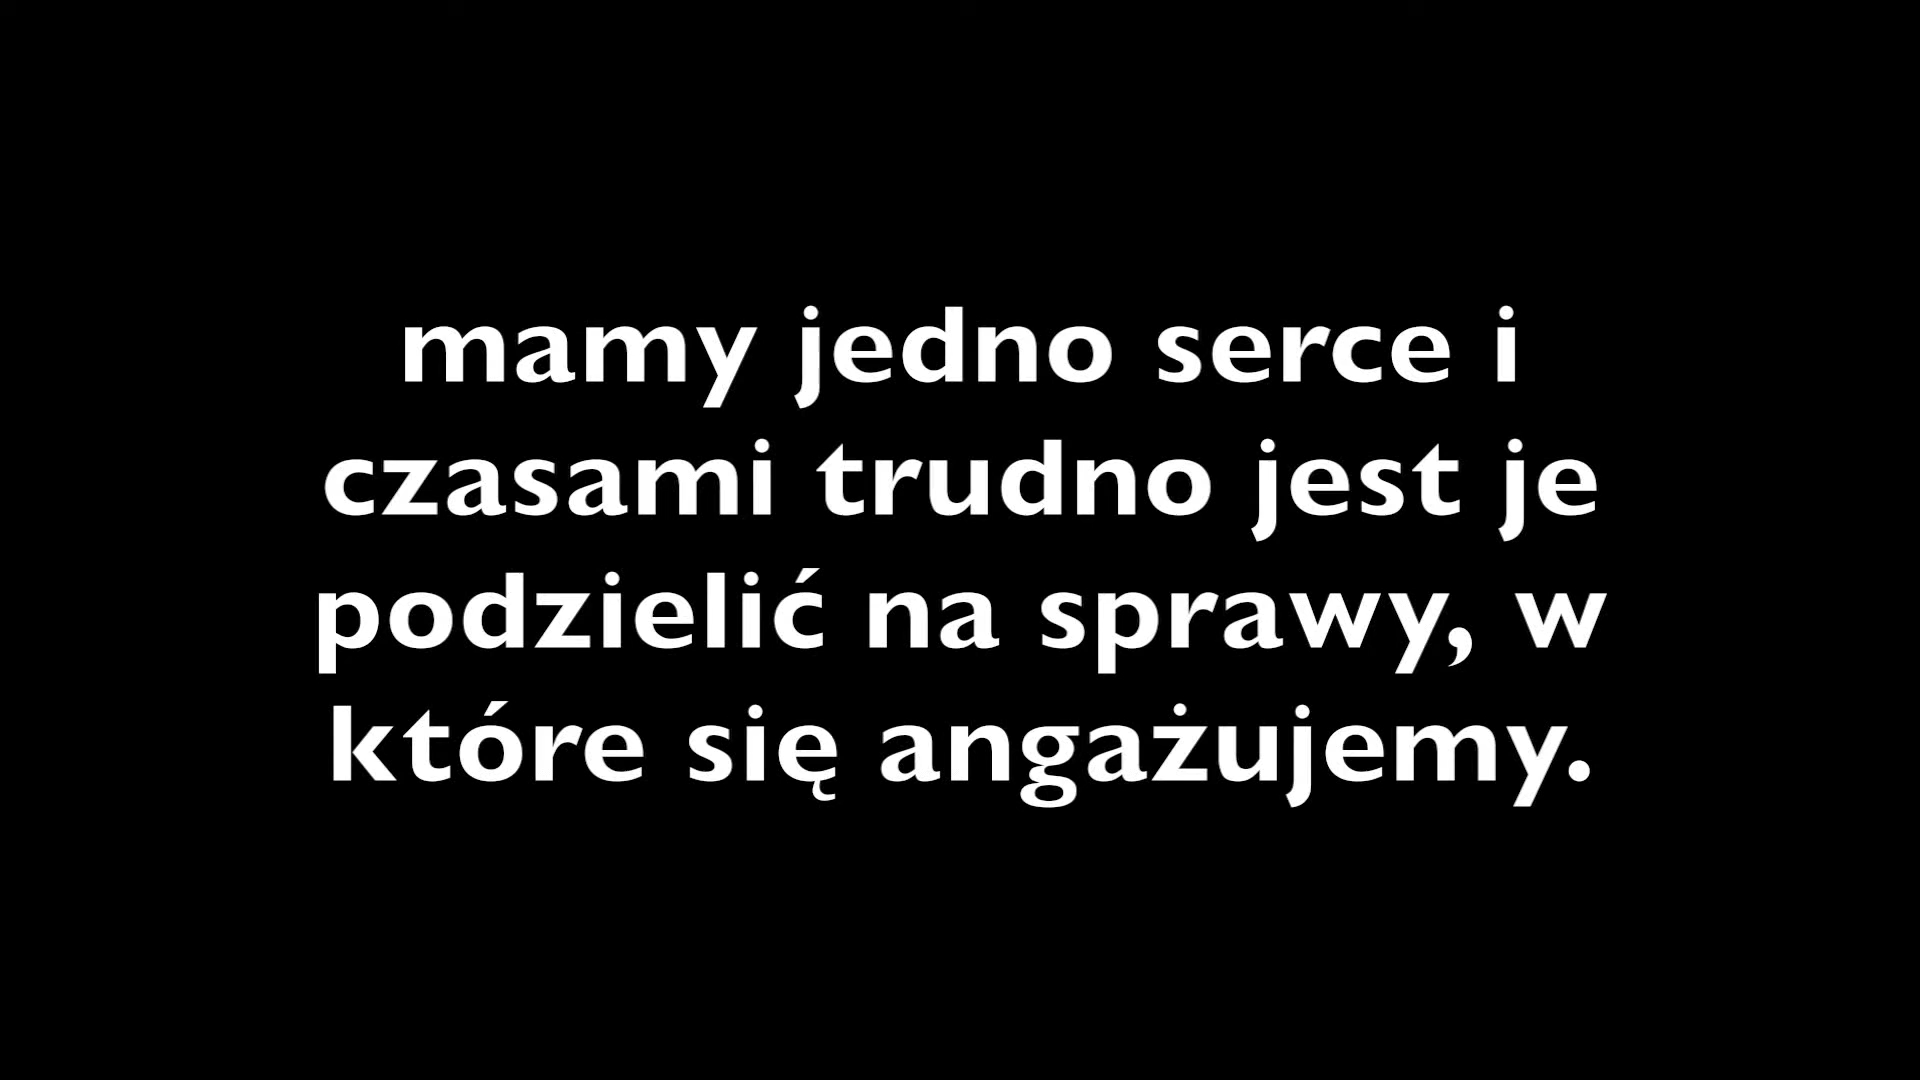 mamy jedno serce i
czasami trudno jest je
podzielić na sprawy, w
które się angażujemy.